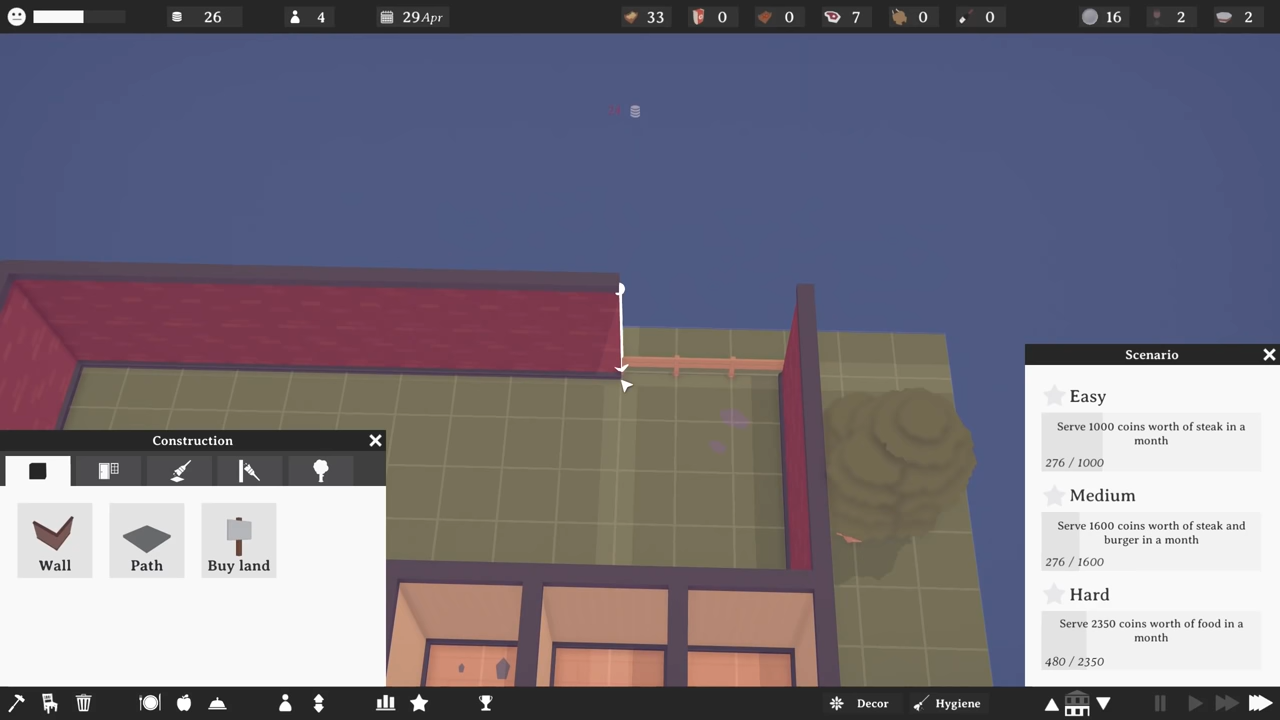 26
4
29 Apr
33
0
0
7
0
0
16
2
2
Construction
Wall
Path
Buy land
Scenario
Easy
Serve 1000 coins worth of steak in a
month
276 / 1000
Medium
Serve 1600 coins worth of steak and
burger in a month
276 / 1600
Hard
Serve 2350 coins worth of food in a
month
480 / 2350
Decor
Hygiene